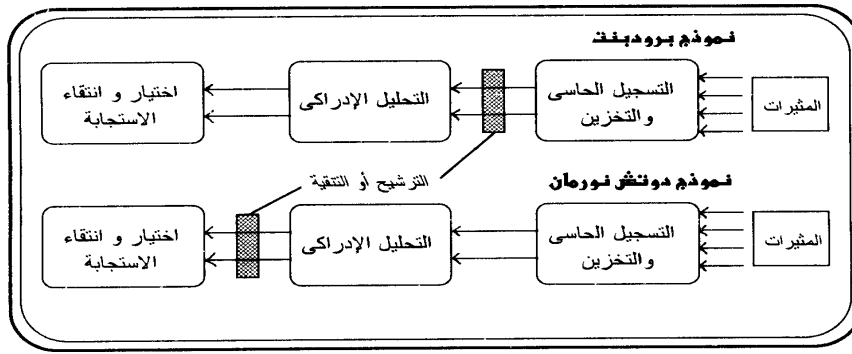 نموذج برودبنت
المثيرات
التسجيل الحاسى
والتخزين
التحليل الإدراكى
اختيار و انتقاء
الاستجابة
الترشيح أو التنقية
نموذج دوتش نورمان
المثيرات
التسجيل الحاسى
والتخزين
التحليل الإدراكى
اختيار و انتقاء
الاستجابة